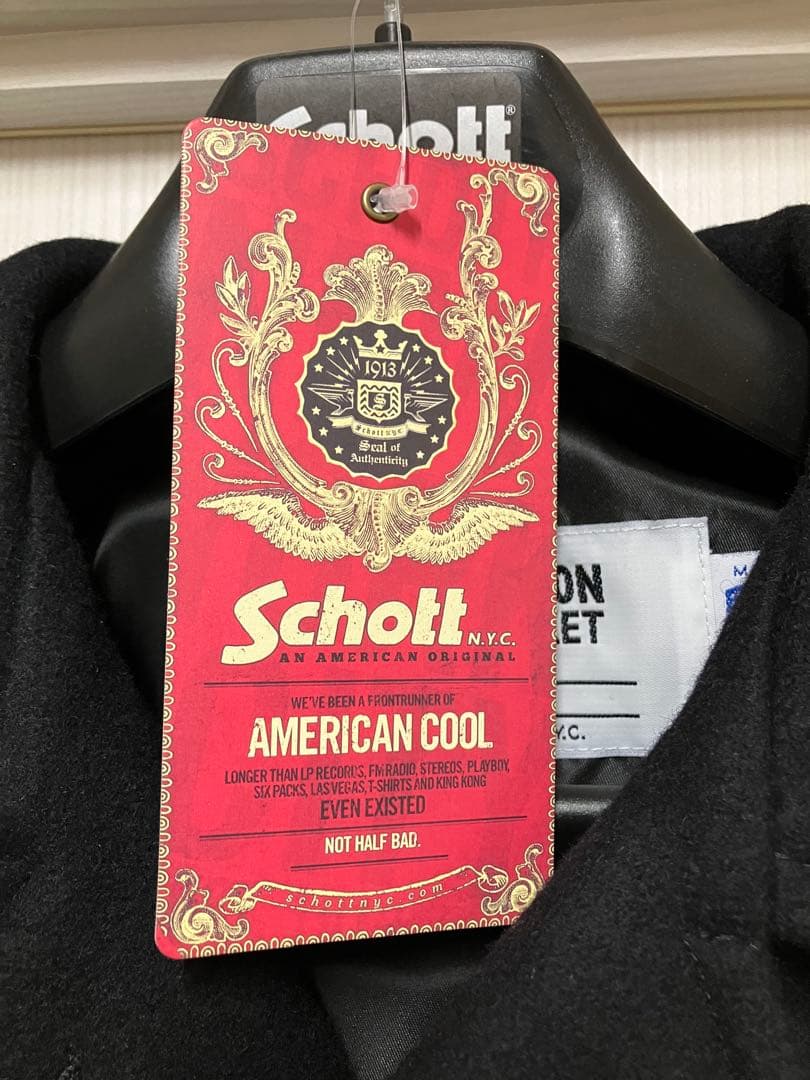 Schott®
1913
S
Schott n.y.c.
Seal of
Authenticity
Schott N.Y.C.
AN AMERICAN ORIGINAL
WE'VE BEEN A FRONTRUNNER OF
AMERICAN COOL
LONGER THAN LP RECORDS, FM RADIO, STEREOS, PLAYBOY,
SIX PACKS, LAS VEGAS, T-SHIRTS AND KING KONG
EVEN EXISTED
NOT HALF BAD.
schottnyc.com
ON
ET
Y.C.
M